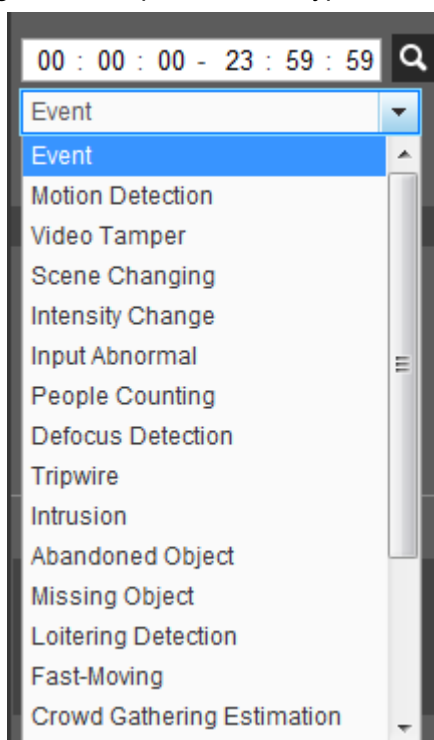 00 : 00 : 00 - 23 : 59 : 59
Event
Event
Motion Detection
Video Tamper
Scene Changing
Intensity Change
Input Abnormal
People Counting
Defocus Detection
Tripwire
Intrusion
Abandoned Object
Missing Object
Loitering Detection
Fast-Moving
Crowd Gathering Estimation